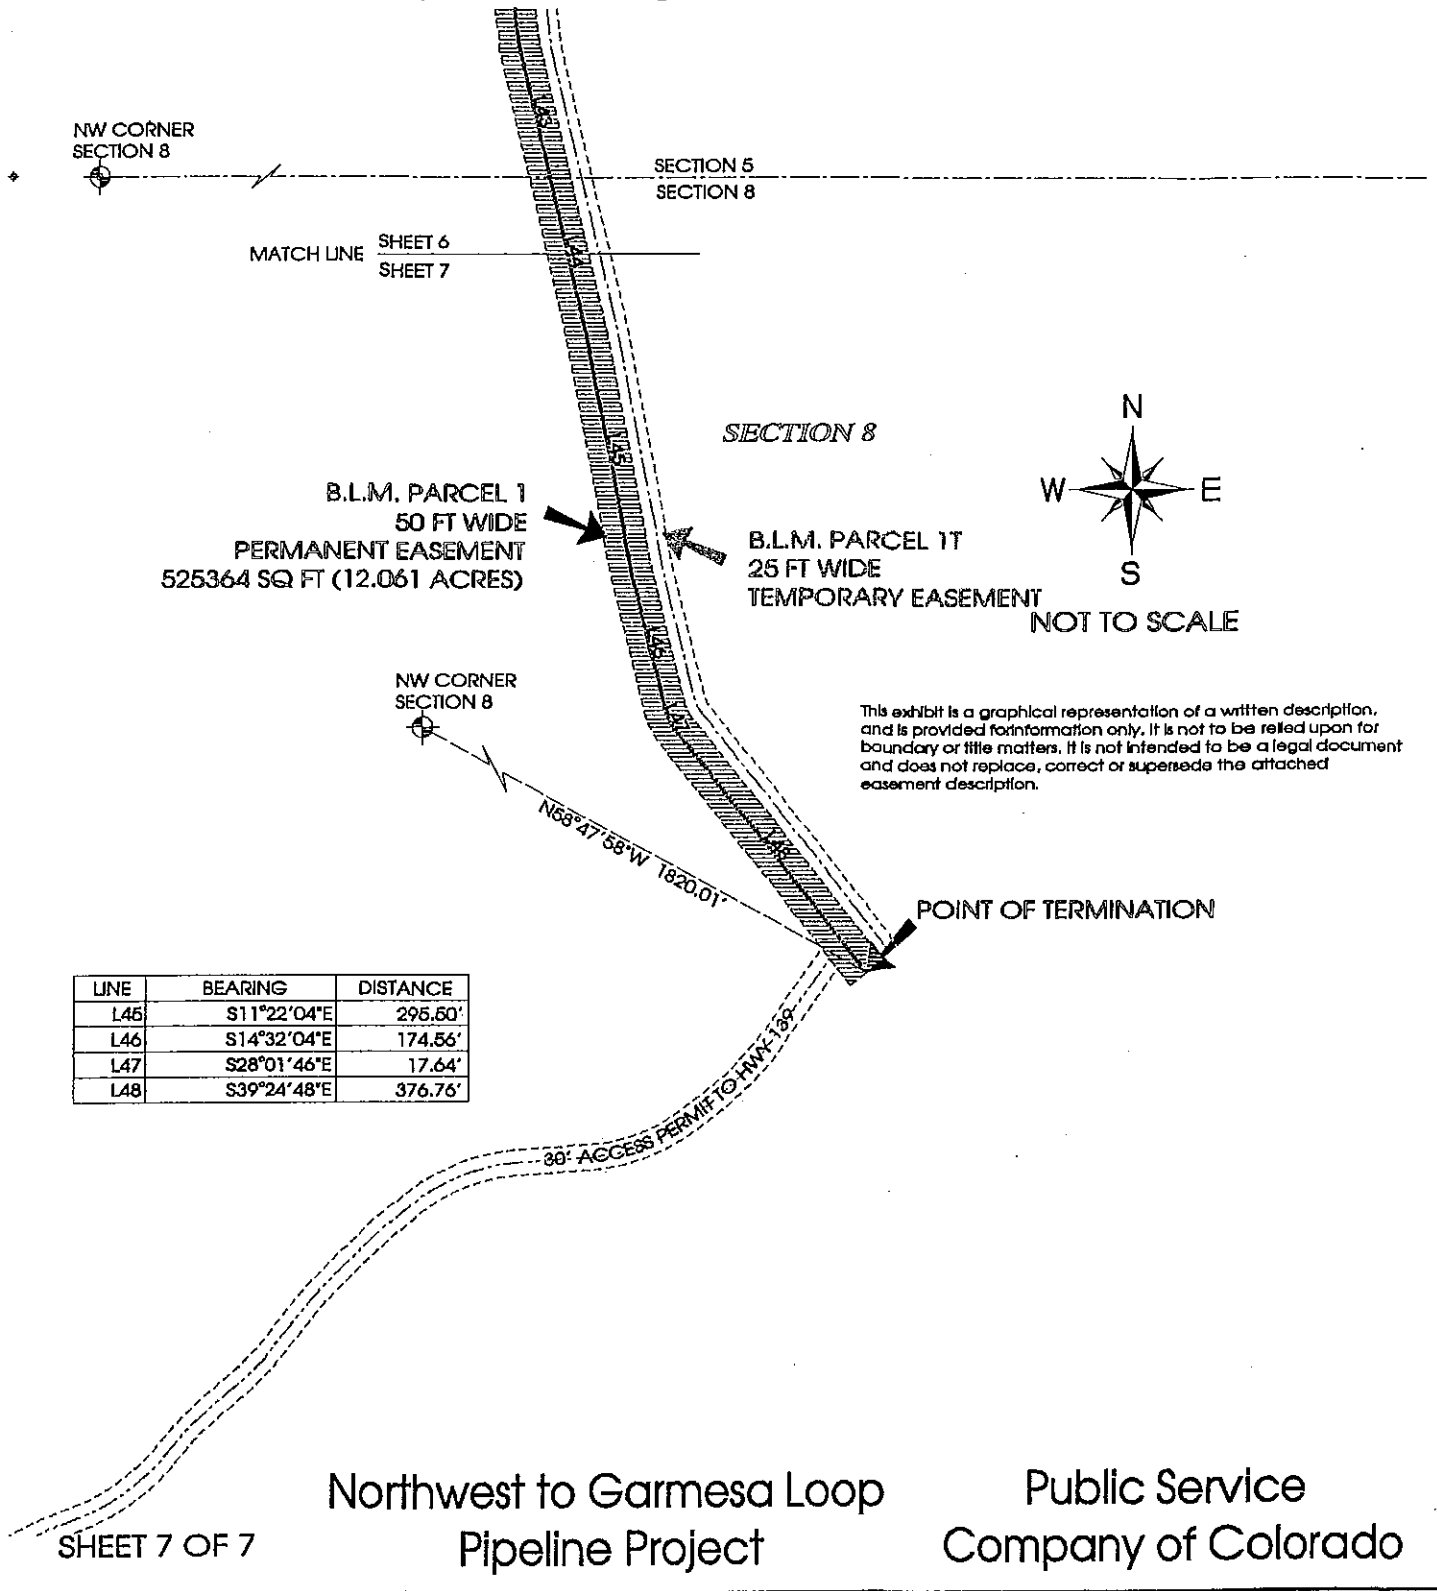 L43
NW CORNER
SECTION 8
SECTION 5
SECTION 8
MATCH LINE
SHEET 6
SHEET 7
L44
SECTION 8
L45
N
W E
S
NOT TO SCALE
B.L.M. PARCEL 1
50 FT WIDE
PERMANENT EASEMENT
525364 SQ FT (12.061 ACRES)
B.L.M. PARCEL 1T
25 FT WIDE
TEMPORARY EASEMENT
L46
NW CORNER
SECTION 8
L47
This exhibit is a graphical representation of a written description,
and is provided forinformation only. It is not to be relied upon for
boundary or title matters. It is not intended to be a legal document
and does not replace, correct or supersede the attached
easement description.
N58°47'58"W 1820.01'
L48
POINT OF TERMINATION
LINE BEARING DISTANCE
L45 S11°22'04"E 295.50'
L46 S14°32'04"E 174.56'
L47 S28°01'46"E 17.64'
L48 S39°24'48"E 376.76'
30' ACCESS PERMIT TO HWY 139
Northwest to Garmesa Loop
Pipeline Project
Public Service
Company of Colorado
SHEET 7 OF 7